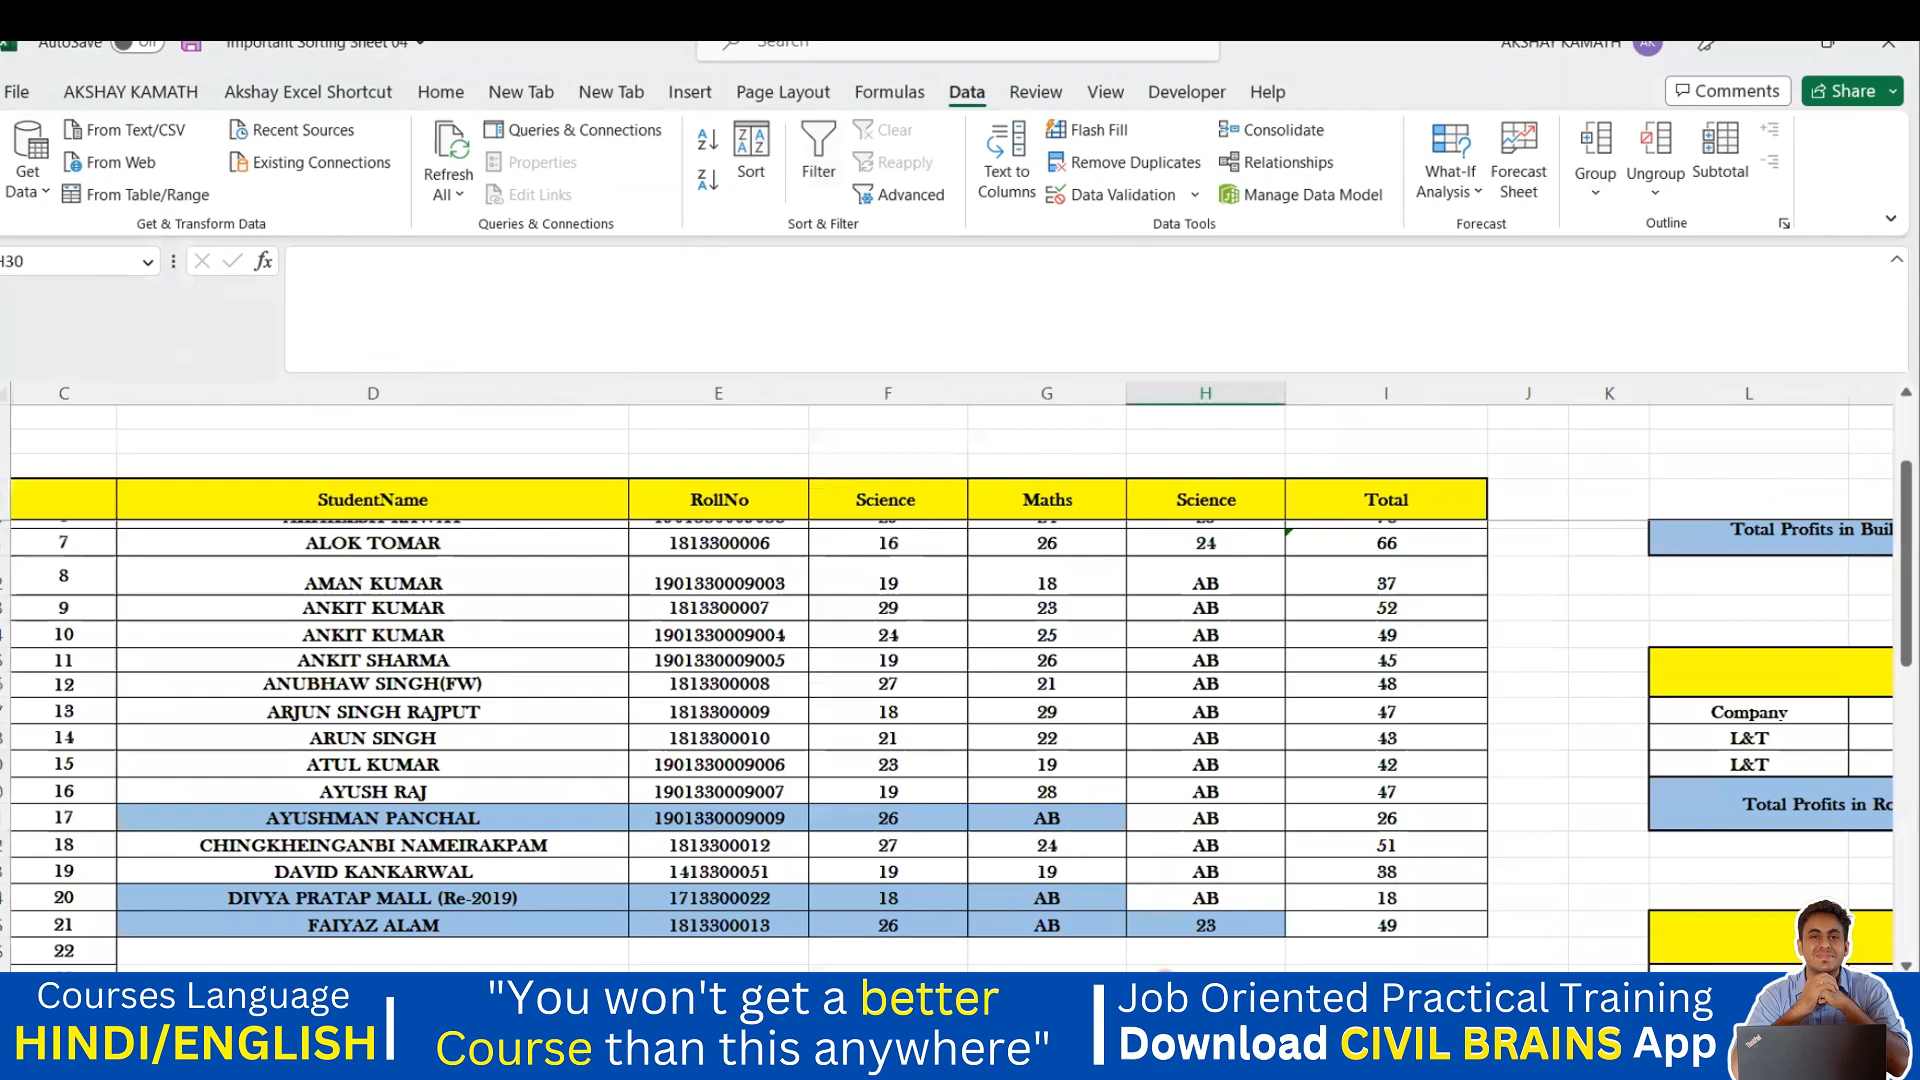 AutoSave Off Important Sorting Sheet 04 Search AKSHAY KAMATH AK
File AKSHAY KAMATH Akshay Excel Shortcut Home New Tab New Tab Insert Page Layout Formulas Data Review View Developer Help Comments Share
From Text/CSV Recent Sources Queries & Connections Clear Flash Fill Consolidate
From Web Existing Connections Properties Reapply Remove Duplicates Relationships
From Table/Range Edit Links Advanced Data Validation Manage Data Model
Get Data Refresh All Sort Filter Text to Columns What-If Analysis Forecast Sheet Group Ungroup Subtotal
Get & Transform Data Queries & Connections Sort & Filter Data Tools Forecast Outline
H30 fx
C D E F G H I J K L
StudentName RollNo Science Maths Science Total
Total Profits in Buil
7 ALOK TOMAR 1813300006 16 26 24 66
8 AMAN KUMAR 1901330009003 19 18 AB 37
9 ANKIT KUMAR 1813300007 29 23 AB 52
10 ANKIT KUMAR 1901330009004 24 25 AB 49
11 ANKIT SHARMA 1901330009005 19 26 AB 45
12 ANUBHAW SINGH(FW) 1813300008 27 21 AB 48
13 ARJUN SINGH RAJPUT 1813300009 18 29 AB 47 Company
14 ARUN SINGH 1813300010 21 22 AB 43 L&T
15 ATUL KUMAR 1901330009006 23 19 AB 42 L&T
16 AYUSH RAJ 1901330009007 19 28 AB 47
Total Profits in Ro
17 AYUSHMAN PANCHAL 1901330009009 26 AB AB 26
18 CHINGKHEINGANBI NAMEIRAKPAM 1813300012 27 24 AB 51
19 DAVID KANKARWAL 1413300051 19 19 AB 38
20 DIVYA PRATAP MALL (Re-2019) 1713300022 18 AB AB 18
21 FAIYAZ ALAM 1813300013 26 AB 23 49
22
Courses Language
HINDI/ENGLISH
"You won't get a better
Course than this anywhere"
Job Oriented Practical Training
Download CIVIL BRAINS App